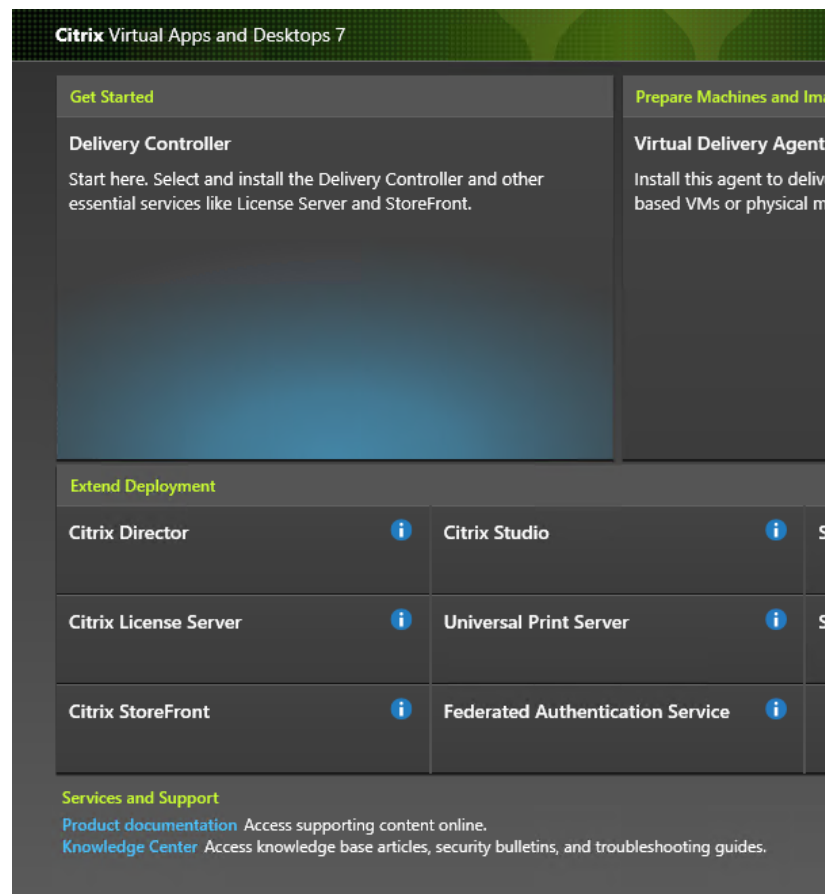 Citrix Virtual Apps and Desktops 7
Get Started
Delivery Controller
Start here. Select and install the Delivery Controller and other
essential services like License Server and StoreFront.
Prepare Machines and
Virtual Delivery Agent
Install this agent to
based VMs or physical
Extend Deployment
Citrix Director
Citrix Studio
S
Citrix License Server
Universal Print Server
S
Citrix StoreFront
Federated Authentication Service
Services and Support
Product documentation Access supporting content online.
Knowledge Center Access knowledge base articles, security bulletins, and troubleshooting guides.